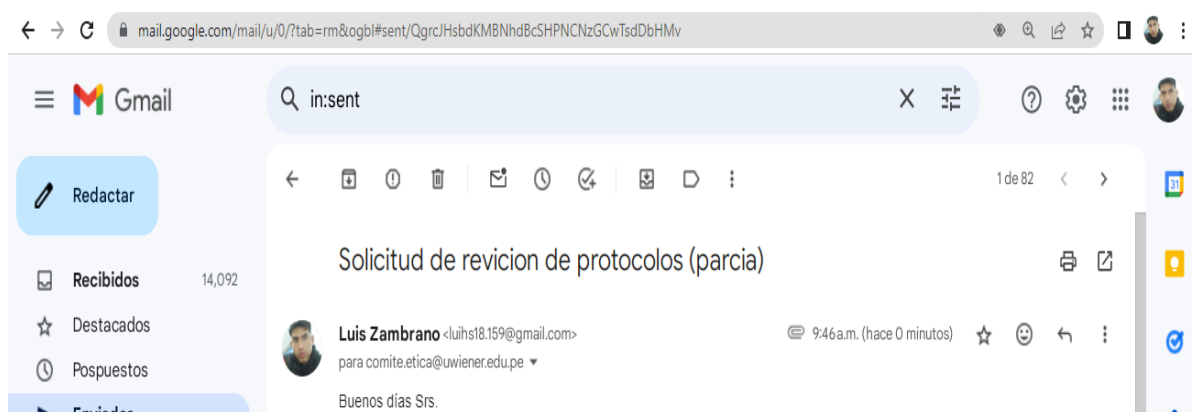 mail.google.com/mail/u/0/?tab=rm&ogbl#sent/QgrcJHsbdKMBNhdBcSHPNCNzGCwTsdDbHMv
Gmail
in:sent
Redactar
1 de 82
31
Solicitud de revicion de protocolos (parcia)
Recibidos 14,092
Destacados
Luis Zambrano <luihs18.159@gmail.com> 9:46 a.m. (hace 0 minutos)
para comite.etica@uwiener.edu.pe
Pospuestos
Buenos días Srs.
Enviados